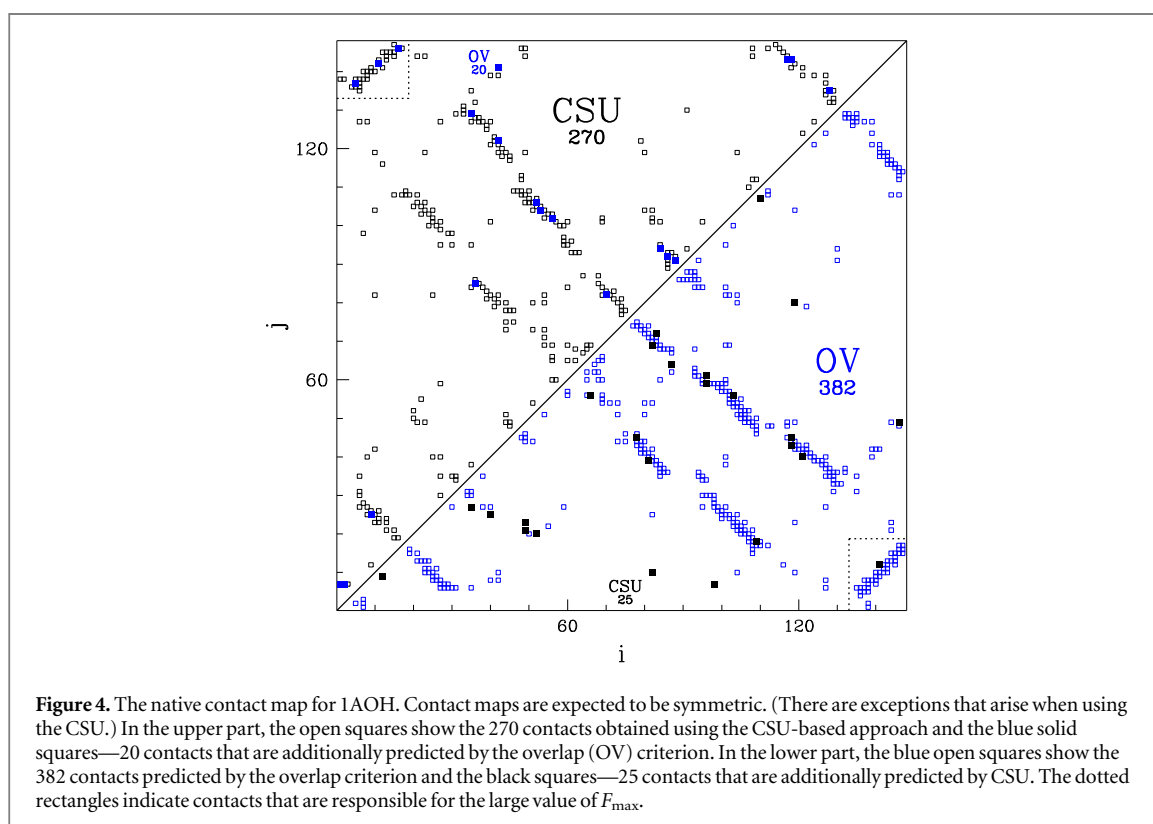 OV
20
CSU
270
120
j
60
OV
382
CSU
25
60
120
i
Figure 4. The native contact map for 1AOH. Contact maps are expected to be symmetric. (There are exceptions that arise when using
the CSU.) In the upper part, the open squares show the 270 contacts obtained using the CSU-based approach and the blue solid
squares—20 contacts that are additionally predicted by the overlap (OV) criterion. In the lower part, the blue open squares show the
382 contacts predicted by the overlap criterion and the black squares—25 contacts that are additionally predicted by CSU. The dotted
rectangles indicate contacts that are responsible for the large value of Fmax.